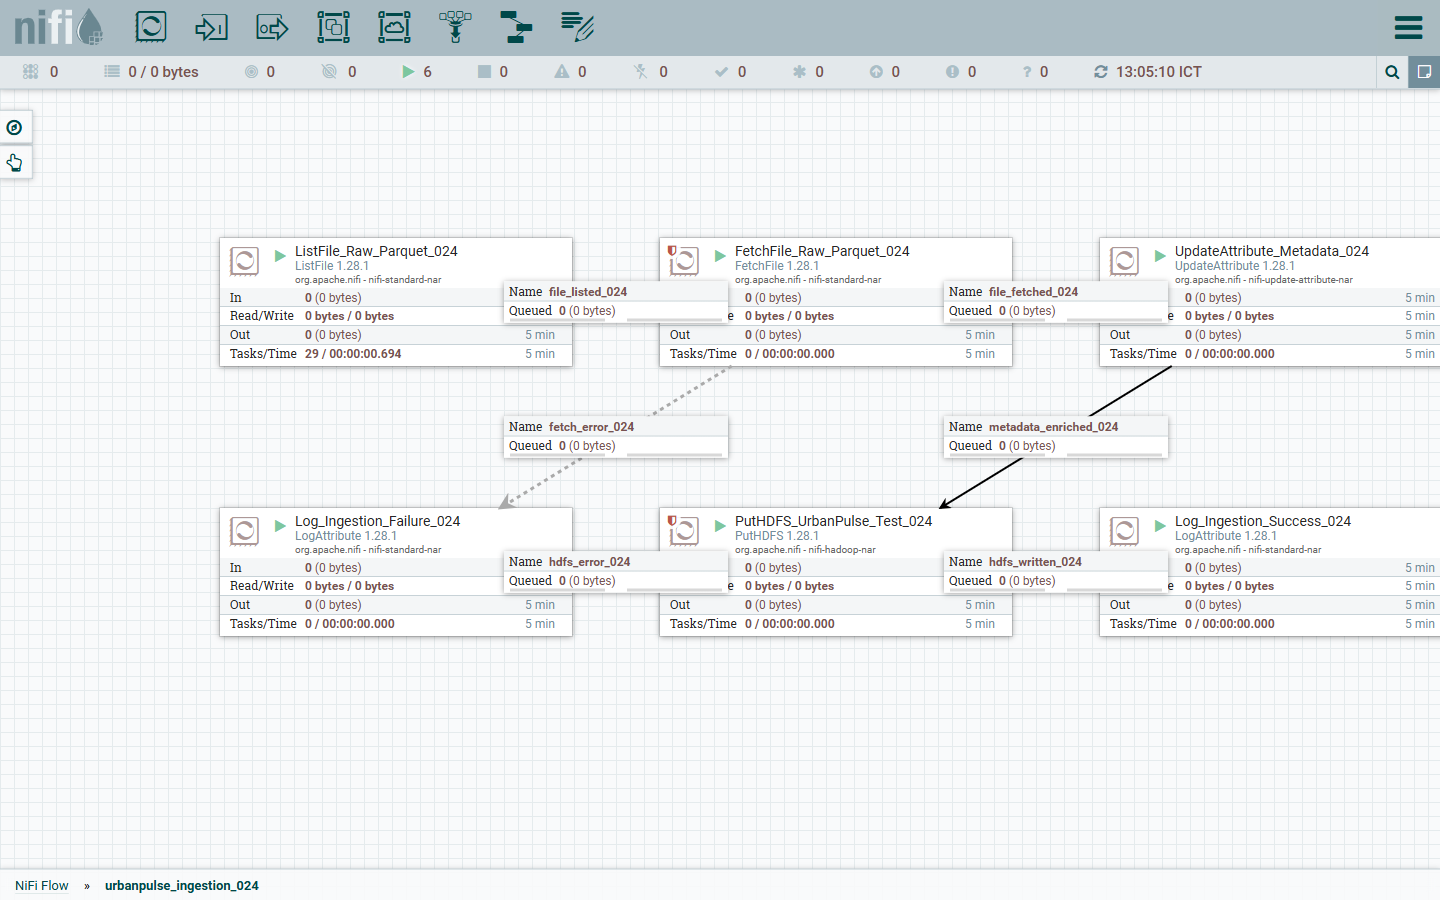 nifi
0
0 / 0 bytes
0
0
6
0
0
0
0
0
0
0
0
13:05:10 ICT
ListFile_Raw_Parquet_024
ListFile 1.28.1
org.apache.nifi - nifi-standard-nar
In 0 (0 bytes)
Read/Write 0 bytes / 0 bytes
Out 0 (0 bytes) 5 min
Tasks/Time 29 / 00:00:00.694 5 min
Name file_listed_024
Queued 0 (0 bytes)
FetchFile_Raw_Parquet_024
FetchFile 1.28.1
org.apache.nifi - nifi-standard-nar
0 (0 bytes)
e 0 bytes / 0 bytes
Out 0 (0 bytes) 5 min
Tasks/Time 0 / 00:00:00.000 5 min
Name file_fetched_024
Queued 0 (0 bytes)
UpdateAttribute_Metadata_024
UpdateAttribute 1.28.1
org.apache.nifi - nifi-update-attribute-nar
0 (0 bytes) 5 min
e 0 bytes / 0 bytes 5 min
Out 0 (0 bytes) 5 min
Tasks/Time 0 / 00:00:00.000 5 min
Name fetch_error_024
Queued 0 (0 bytes)
Name metadata_enriched_024
Queued 0 (0 bytes)
Log_Ingestion_Failure_024
LogAttribute 1.28.1
org.apache.nifi - nifi-standard-nar
In 0 (0 bytes)
Read/Write 0 bytes / 0 bytes
Out 0 (0 bytes) 5 min
Tasks/Time 0 / 00:00:00.000 5 min
Name hdfs_error_024
Queued 0 (0 bytes)
PutHDFS_UrbanPulse_Test_024
PutHDFS 1.28.1
org.apache.nifi - nifi-hadoop-nar
0 (0 bytes)
e 0 bytes / 0 bytes
Out 0 (0 bytes) 5 min
Tasks/Time 0 / 00:00:00.000 5 min
Name hdfs_written_024
Queued 0 (0 bytes)
Log_Ingestion_Success_024
LogAttribute 1.28.1
org.apache.nifi - nifi-standard-nar
0 (0 bytes) 5 min
e 0 bytes / 0 bytes 5 min
Out 0 (0 bytes) 5 min
Tasks/Time 0 / 00:00:00.000 5 min
NiFi Flow » urbanpulse_ingestion_024